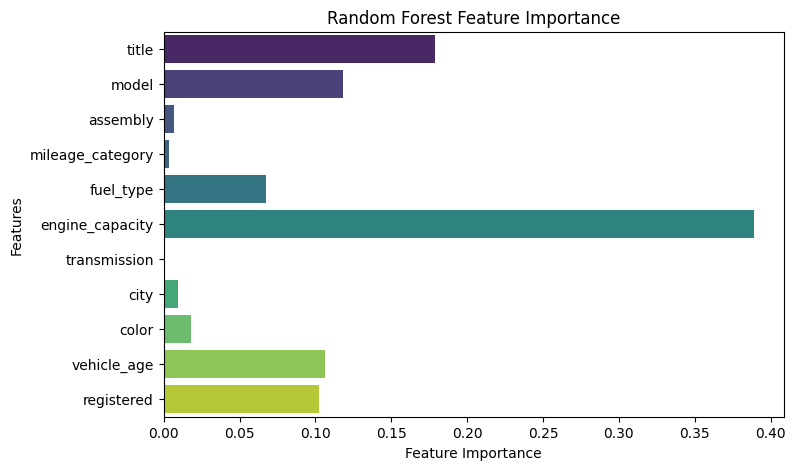 Random Forest Feature Importance
Features
title
model
assembly
mileage_category
fuel_type
engine_capacity
transmission
city
color
vehicle_age
registered
0.00 0.05 0.10 0.15 0.20 0.25 0.30 0.35 0.40
Feature Importance